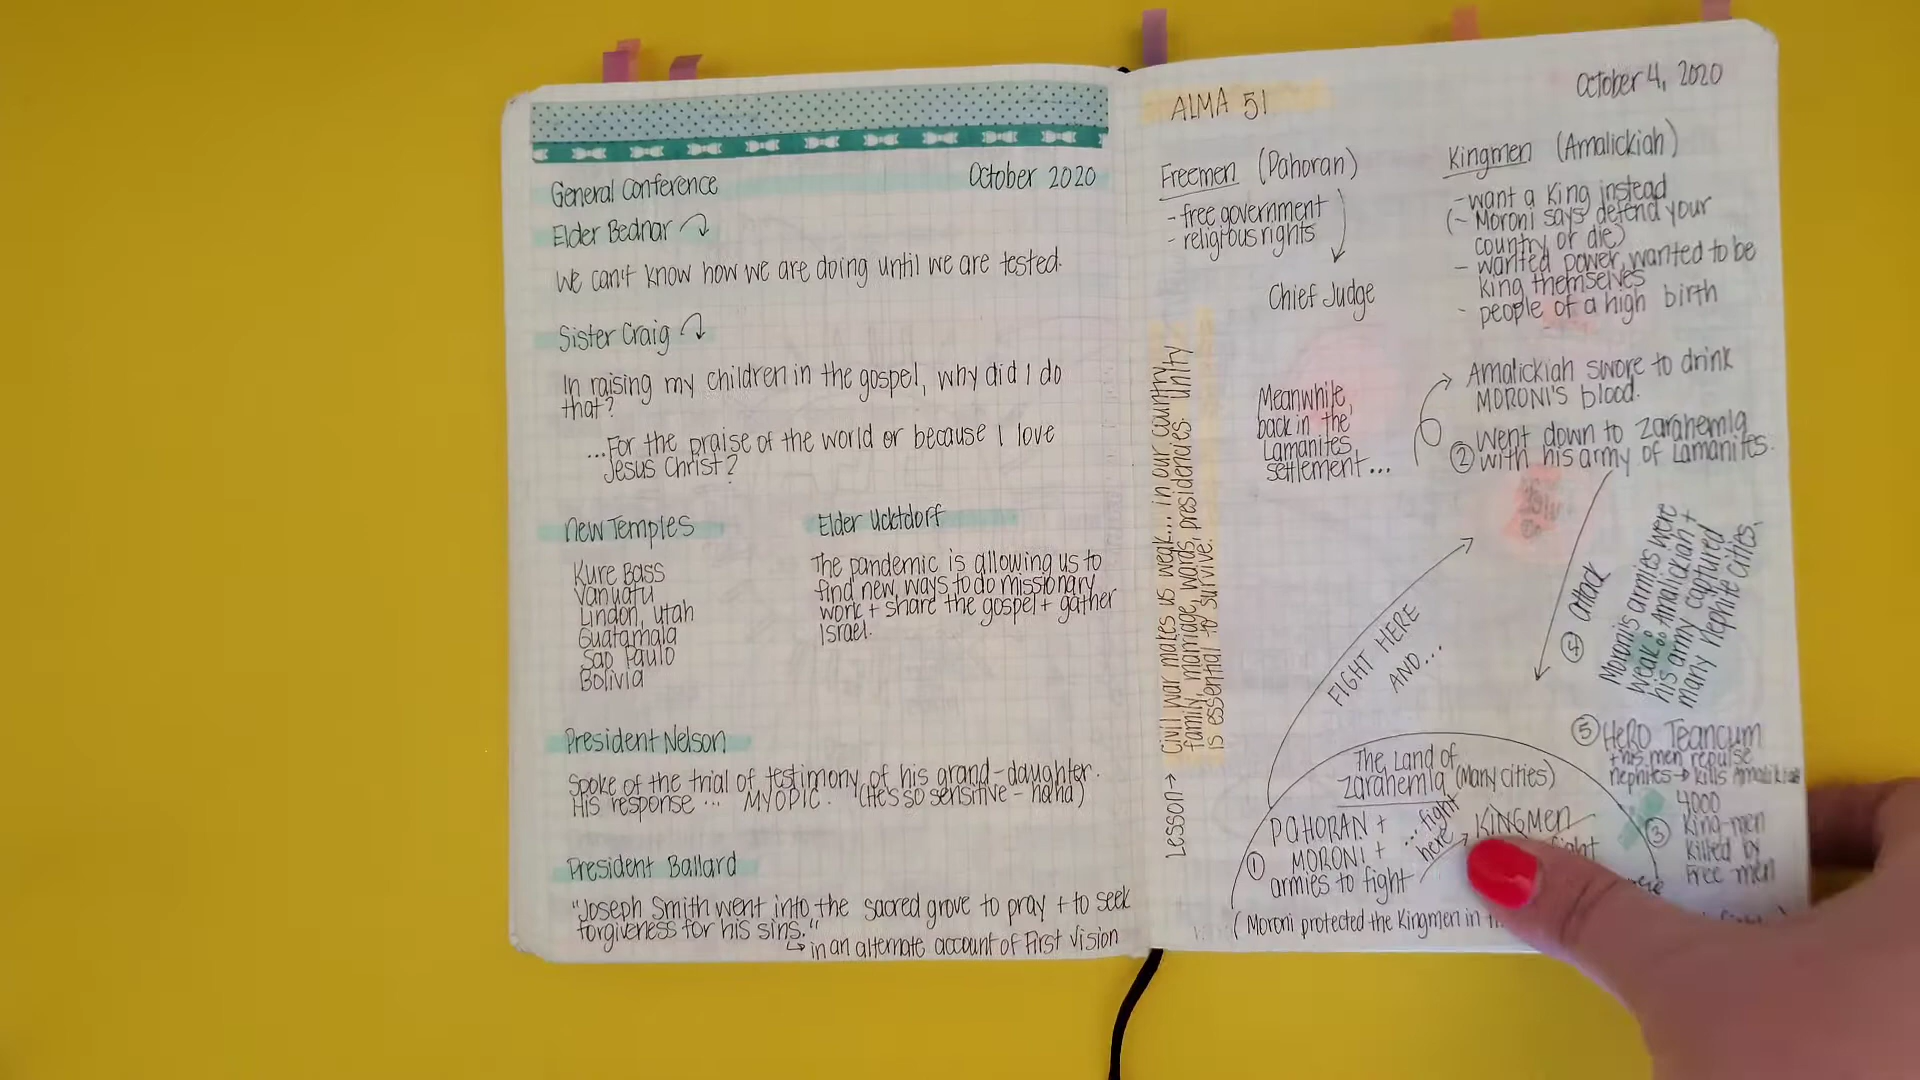 General Conference
October 2020
Elder Bednar
We can't know how we are doing until we are tested.
Sister Craig
In raising my children in the gospel, why did I do
that?
...For the praise of the world or because I love
Jesus Christ?
New Temples
Kure Bass
Vanuatu
Lindon, Utah
Guatamala
Sao Paulo
Bolivia
Elder Ucktdorf
The pandemic is allowing us to
find new ways to do missionary
work + share the gospel + gather
Israel.
President Nelson
Spoke of the trial of testimony of his grand-daughter.
His response ... MYOPIC. (He's so sensitive - haha)
President Ballard
"Joseph Smith went into the sacred grove to pray + to seek
forgiveness for his sins."
in an alternate account of First Vision
October 4, 2020
ALMA 51
Freemen (Pahoran)
- free government
- religious rights
Chief Judge
Kingmen (Amalickiah)
- want a King instead
(- Moroni says defend your
country or die)
- wanted power, wanted to be
king themselves
- people of a high birth
Meanwhile
back in the
Lamanites
settlement...
Amalickiah swore to drink
MORONI'S blood.
② Went down to Zarahemla
with his army of Lamanites.
Lesson → Civil war makes us weak... in our country
family, marriage, wards, presidencies. Unity
is essential to survive.
FIGHT HERE
AND...
④ attack
Moroni's armies were
weak Amalickiah +
his army captured
many nephite cities.
⑤ HeRO Teancum
+ his men repulse
nephites → kills
The Land of
Zarahemla (Many cities)
① PAHORAN +
MORONI +
armies to fight
...fight
here
KINGMEN
fight
③ 4000
King-men
killed by
Free men
(Moroni protected the Kingmen in